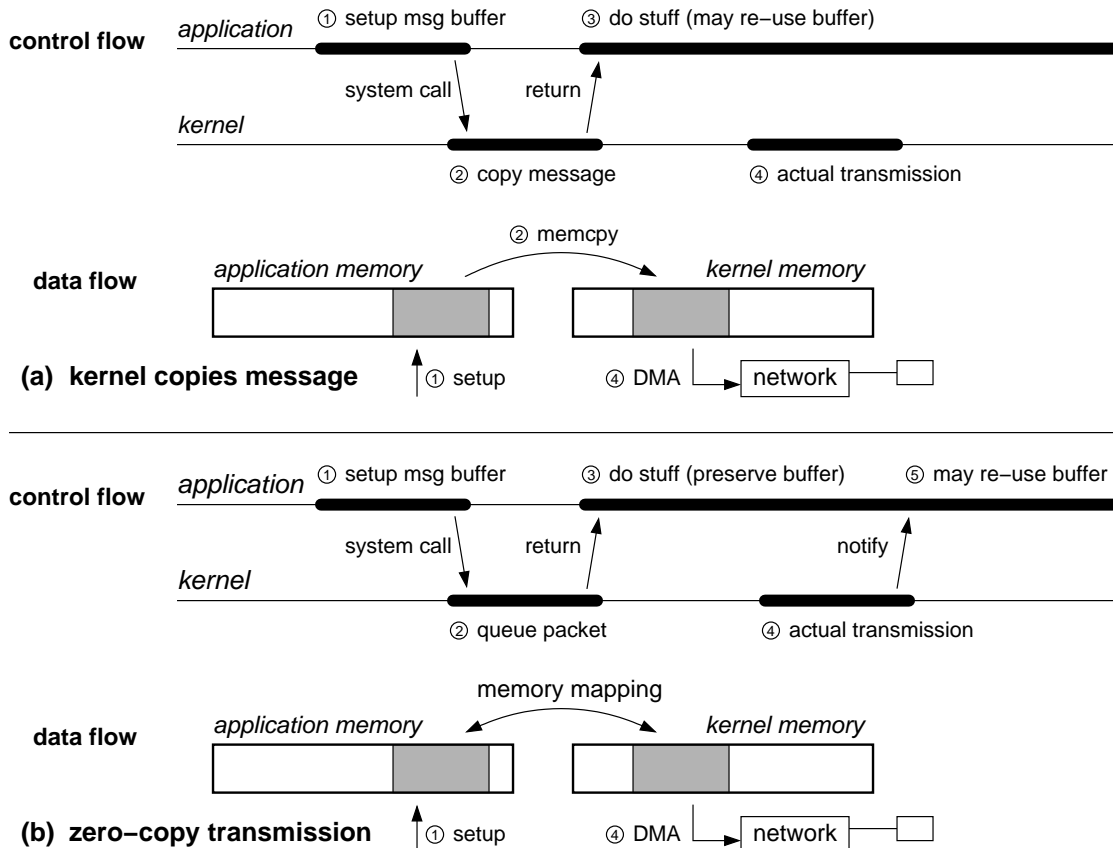 ① setup msg buffer ③ do stuff (may re−use buffer)
control flow application
system call return
kernel
② copy message ④ actual transmission
② memcpy
data flow application memory kernel memory
(a) kernel copies message ① setup ④ DMA network
① setup msg buffer ③ do stuff (preserve buffer) ⑤ may re−use buffer
control flow application
system call return notify
kernel
② queue packet ④ actual transmission
memory mapping
data flow application memory kernel memory
(b) zero−copy transmission ① setup ④ DMA network